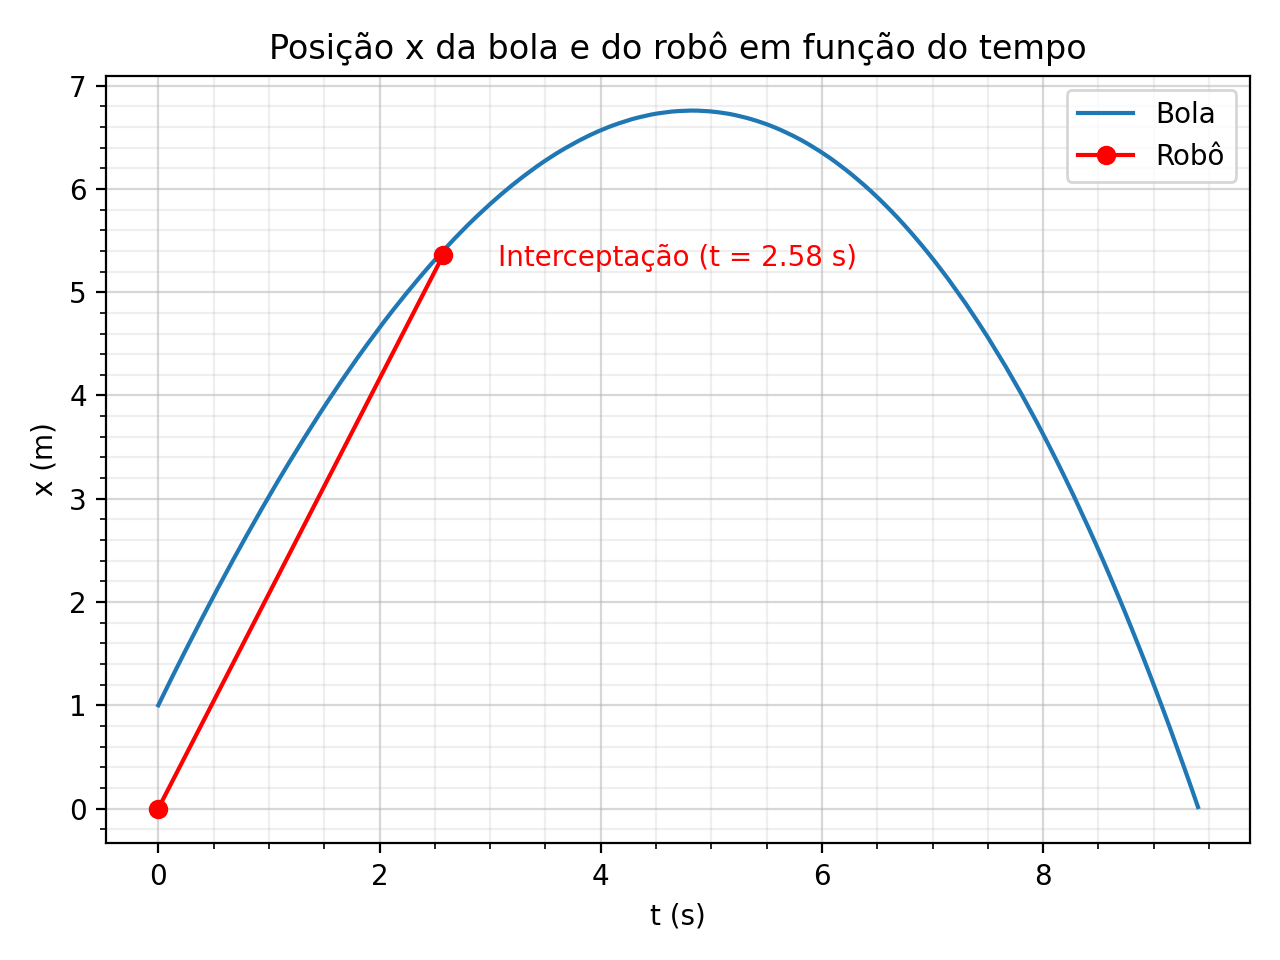 Posição x da bola e do robô em função do tempo
7
6
5
4
3
2
1
0
x (m)
Bola
Robô
Interceptação (t = 2.58 s)
0
2
4
6
8
t (s)